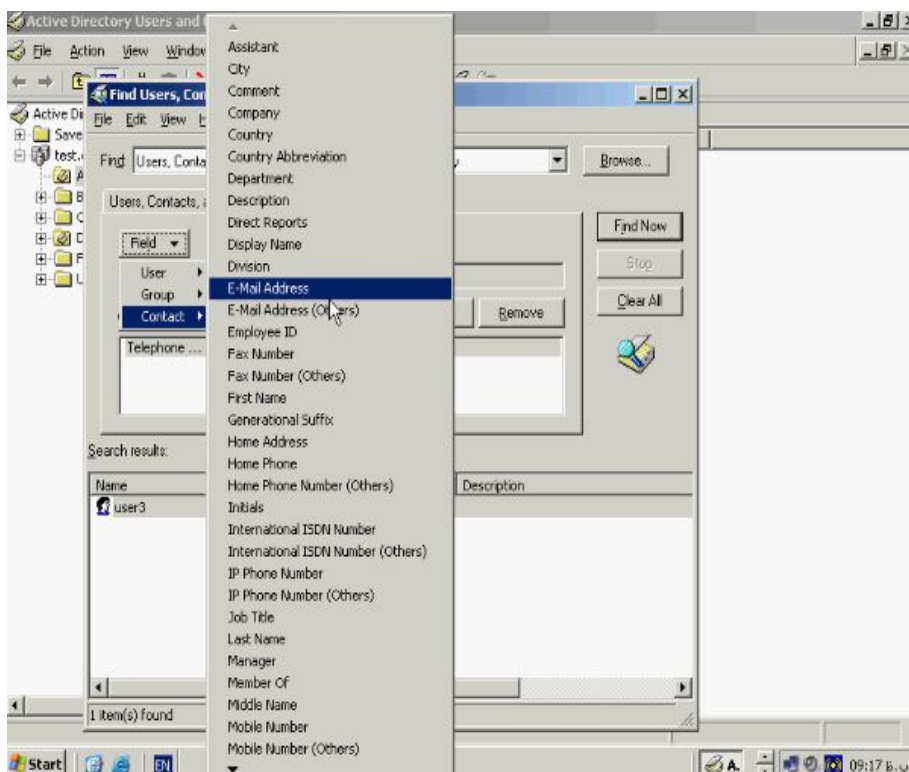 Active Directory Users and
File Action View Window
Find Users, Con
File Edit View
Active Di
Save
test.
Find: Users, Conta
Browse...
Users, Contacts, a
Field
User
Group
Contact
Find Now
Stop
Clear All
Remove
Telephone ...
Assistant
City
Comment
Company
Country
Country Abbreviation
Department
Description
Direct Reports
Display Name
Division
E-Mail Address
E-Mail Address (Others)
Employee ID
Fax Number
Fax Number (Others)
First Name
Generational Suffix
Home Address
Home Phone
Home Phone Number (Others)
Initials
International ISDN Number
International ISDN Number (Others)
IP Phone Number
IP Phone Number (Others)
Job Title
Last Name
Manager
Member Of
Middle Name
Mobile Number
Mobile Number (Others)
Search results:
Name Description
user3
1 item(s) found
Start EN A. 09:17